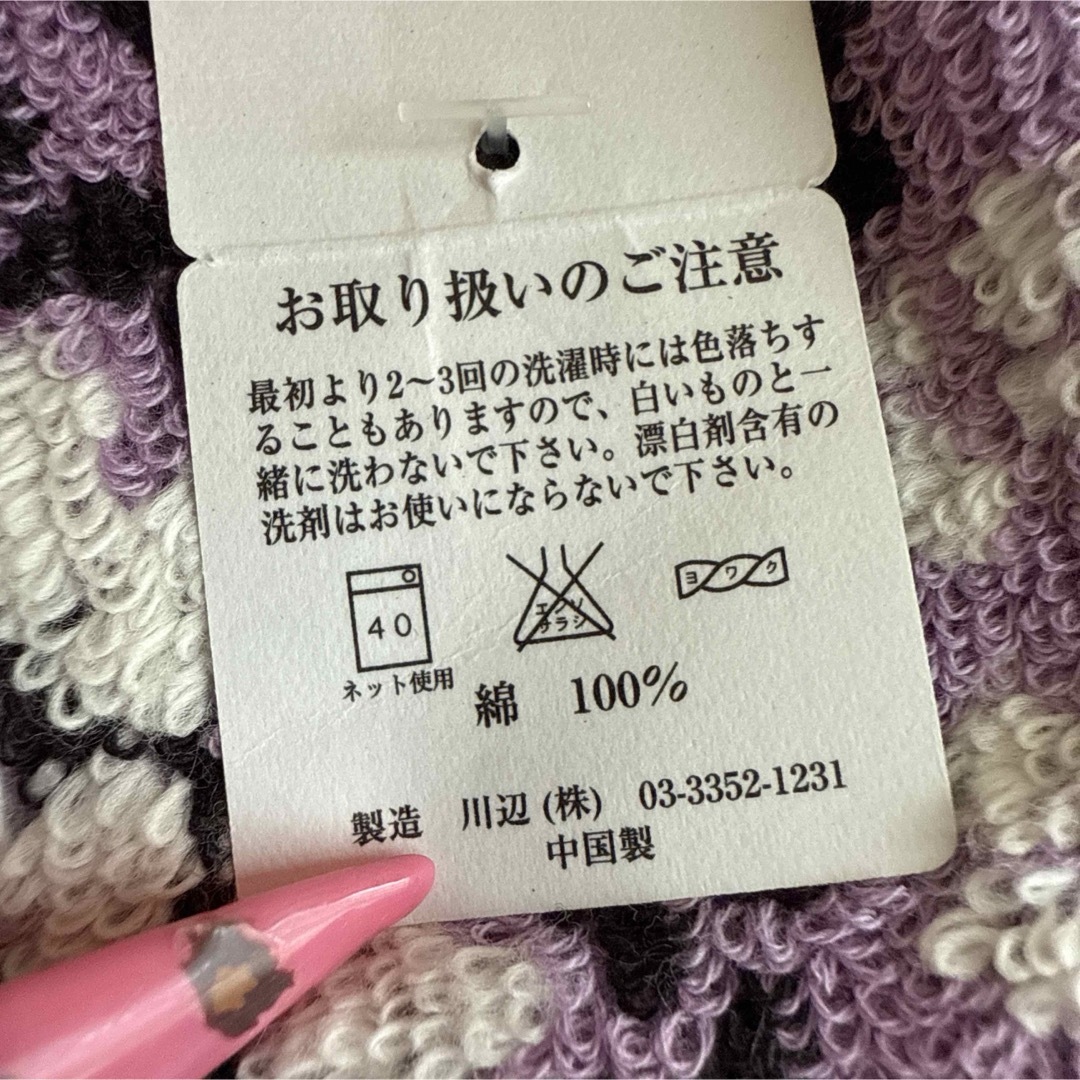 お取り扱いのご注意
最初より2〜3回の洗濯時には色落ちす
ることもありますので、白いものと一
緒に洗わないで下さい。漂白剤含有の
洗剤はお使いにならないで下さい。
40
エンソ
サラシ
ヨワク
ネット使用
綿 100%
製造 川辺 (株) 03-3352-1231
中国製